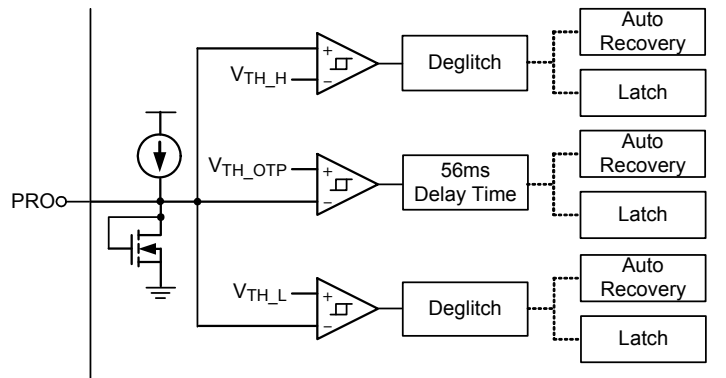 Auto
Recovery
+
V_TH_H
−
Deglitch
Latch
Auto
Recovery
V_TH_OTP
+
56ms
Delay Time
PRO
−
Latch
Auto
Recovery
V_TH_L
+
Deglitch
−
Latch